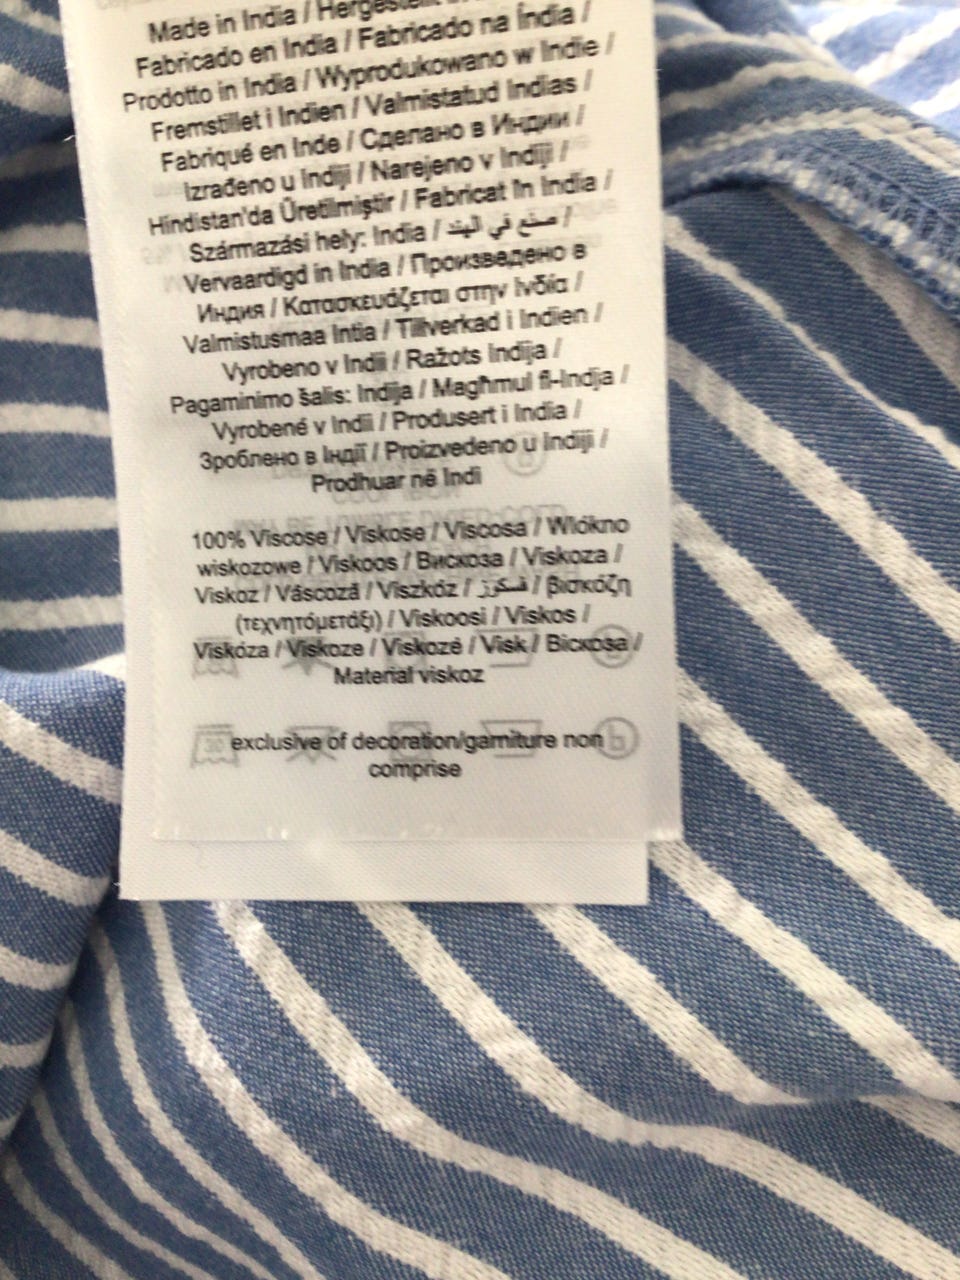 Made in India / Hergestellt
Fabricado en India / Fabricado na Índia /
Prodotto in India / Wyprodukowano w Indie /
Fremstillet i Indien / Valmistatud Indias /
Fabriqué en Inde / Сделано в Индии /
Izrađeno u Indiji / Narejeno v Indiji /
Hindistan'da Üretilmiştir / Fabricat în India /
Származási hely: India / صنع في الهند /
Vervaardigd in India / Произведено в
Индия / Κατασκευάζεται στην Ινδία /
Valmistusmaa Intia / Tillverkad i Indien /
Vyrobeno v Indii / Ražots Indija /
Pagaminimo šalis: Indija / Magħmul fl-Indja /
Vyrobené v Indii / Produsert i India /
Зроблено в Індії / Proizvedeno u Indiji /
Prodhuar në Indi
100% Viscose / Viskose / Viscosa / Wlókno
wiskozowe / Viskoos / Вискоза / Viskoza /
Viskoz / Vâscoză / Viszkóz / فسكوز / βισκόζη
(τεχνητόμετάξι) / Viskoosi / Viskos /
Viskóza / Viskoze / Viskozė / Visk / Віскоза /
Material viskoz
exclusive of decoration/garniture non
comprise